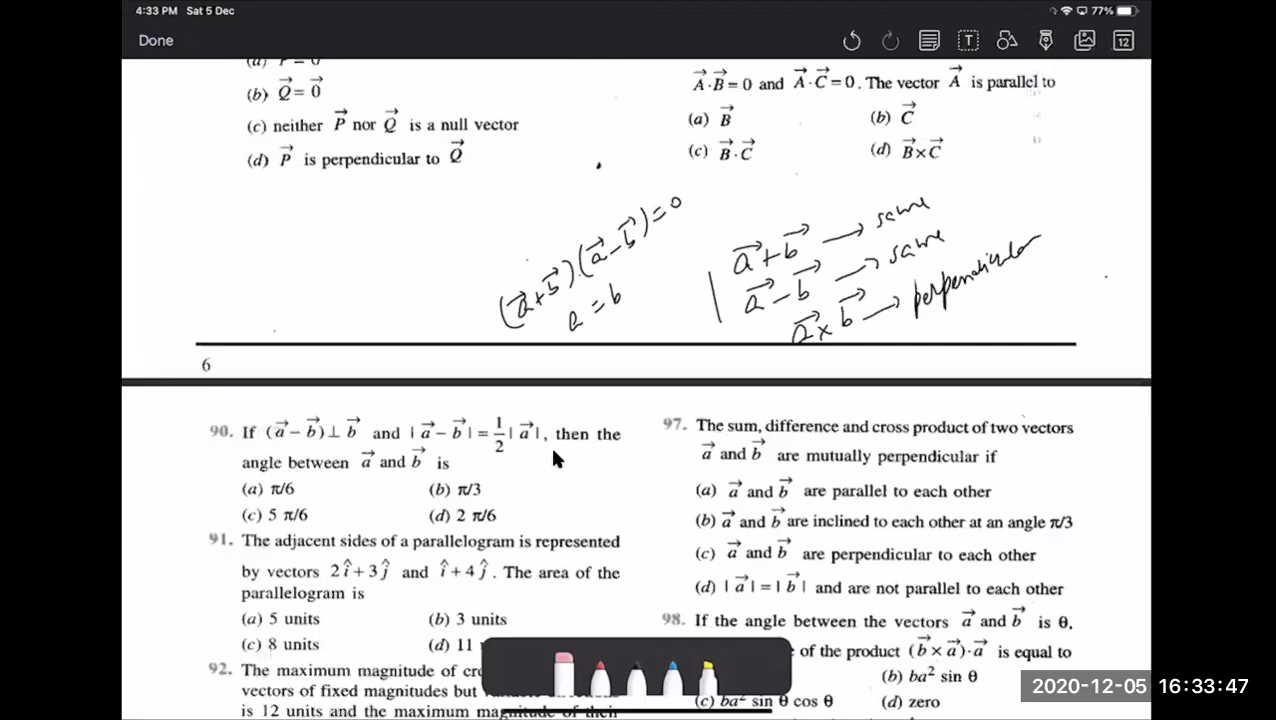 4:33 PM Sat 5 Dec
77%
Done
12
(b) Q⃗ = 0⃗
(c) neither P⃗ nor Q⃗ is a null vector
(d) P⃗ is perpendicular to Q⃗
A⃗·B⃗ = 0 and A⃗·C⃗ = 0. The vector A⃗ is parallel to
(a) B⃗ (b) C⃗
(c) B⃗·C⃗ (d) B⃗×C⃗
(a⃗+b⃗).(a⃗−b⃗)=0
a = b
a⃗+b⃗ → same
a⃗−b⃗ → same
a⃗×b⃗ → perpendicular
6
90. If (a⃗ − b⃗) ⊥ b⃗ and | a⃗ − b⃗ | = 1/2 | a⃗ |, then the
angle between a⃗ and b⃗ is
(a) π/6 (b) π/3
(c) 5 π/6 (d) 2 π/6
91. The adjacent sides of a parallelogram is represented
by vectors 2î + 3ĵ and î + 4ĵ. The area of the
parallelogram is
(a) 5 units (b) 3 units
(c) 8 units (d) 11
92. The maximum magnitude of
vectors of fixed magnitudes but
is 12 units and the maximum magnitude of their
97. The sum, difference and cross product of two vectors
a⃗ and b⃗ are mutually perpendicular if
(a) a⃗ and b⃗ are parallel to each other
(b) a⃗ and b⃗ are inclined to each other at an angle π/3
(c) a⃗ and b⃗ are perpendicular to each other
(d) | a⃗ | = | b⃗ | and are not parallel to each other
98. If the angle between the vectors a⃗ and b⃗ is θ,
of the product (b⃗ × a⃗)·a⃗ is equal to
(b) ba² sin θ
(c) ba² sin θ cos θ (d) zero
2020-12-05 16:33:47